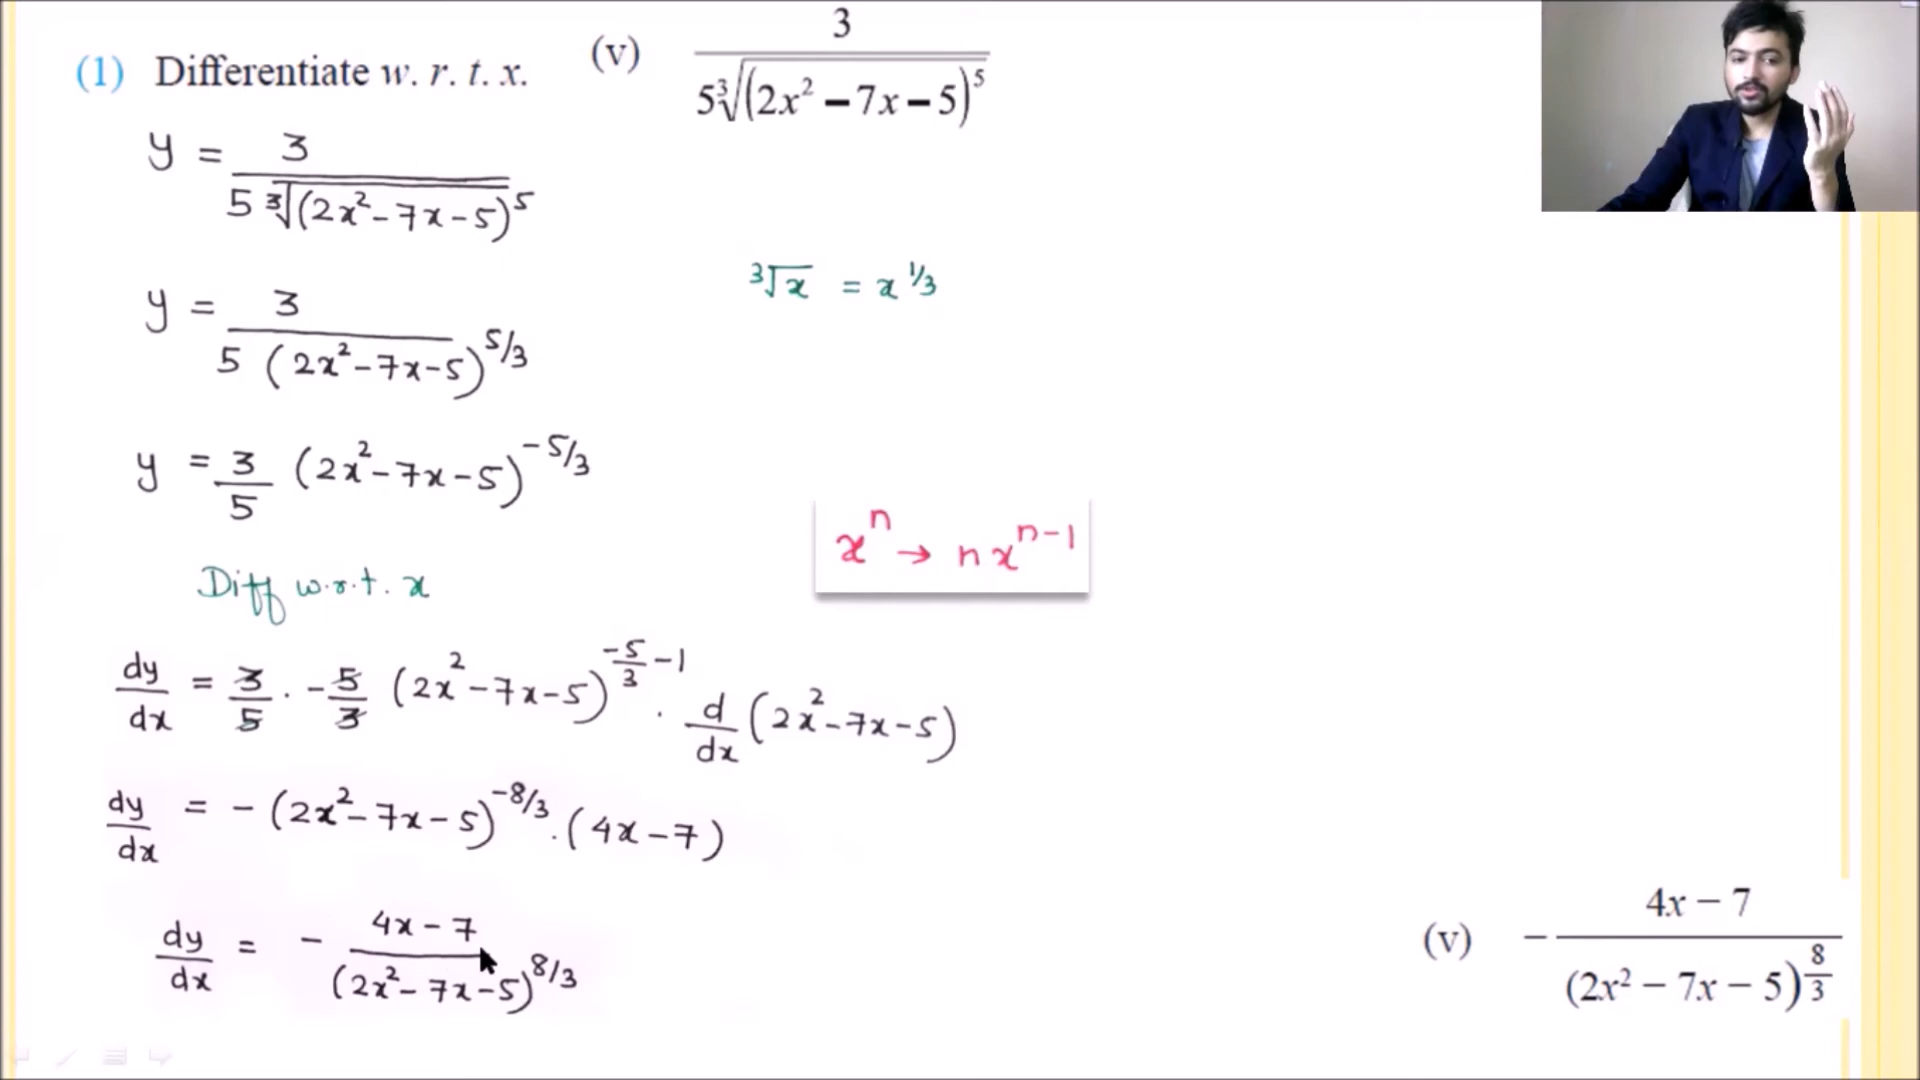 (1) Differentiate w. r. t. x. (v) 3 / 5∛(2x² − 7x − 5)⁵
y = 3 / 5 ∛(2x² − 7x − 5)⁵
∛x = x^1/3
y = 3 / 5 (2x² − 7x − 5)^5/3
y = 3/5 (2x² − 7x − 5)^−5/3
xⁿ → n xⁿ⁻¹
Diff w.r.t. x
dy/dx = 3/5 · −5/3 (2x² − 7x − 5)^−5/3 − 1 · d/dx (2x² − 7x − 5)
dy/dx = − (2x² − 7x − 5)^−8/3 · (4x − 7)
dy/dx = − 4x − 7 / (2x² − 7x − 5)^8/3
(v) − 4x − 7 / (2x² − 7x − 5)^8/3